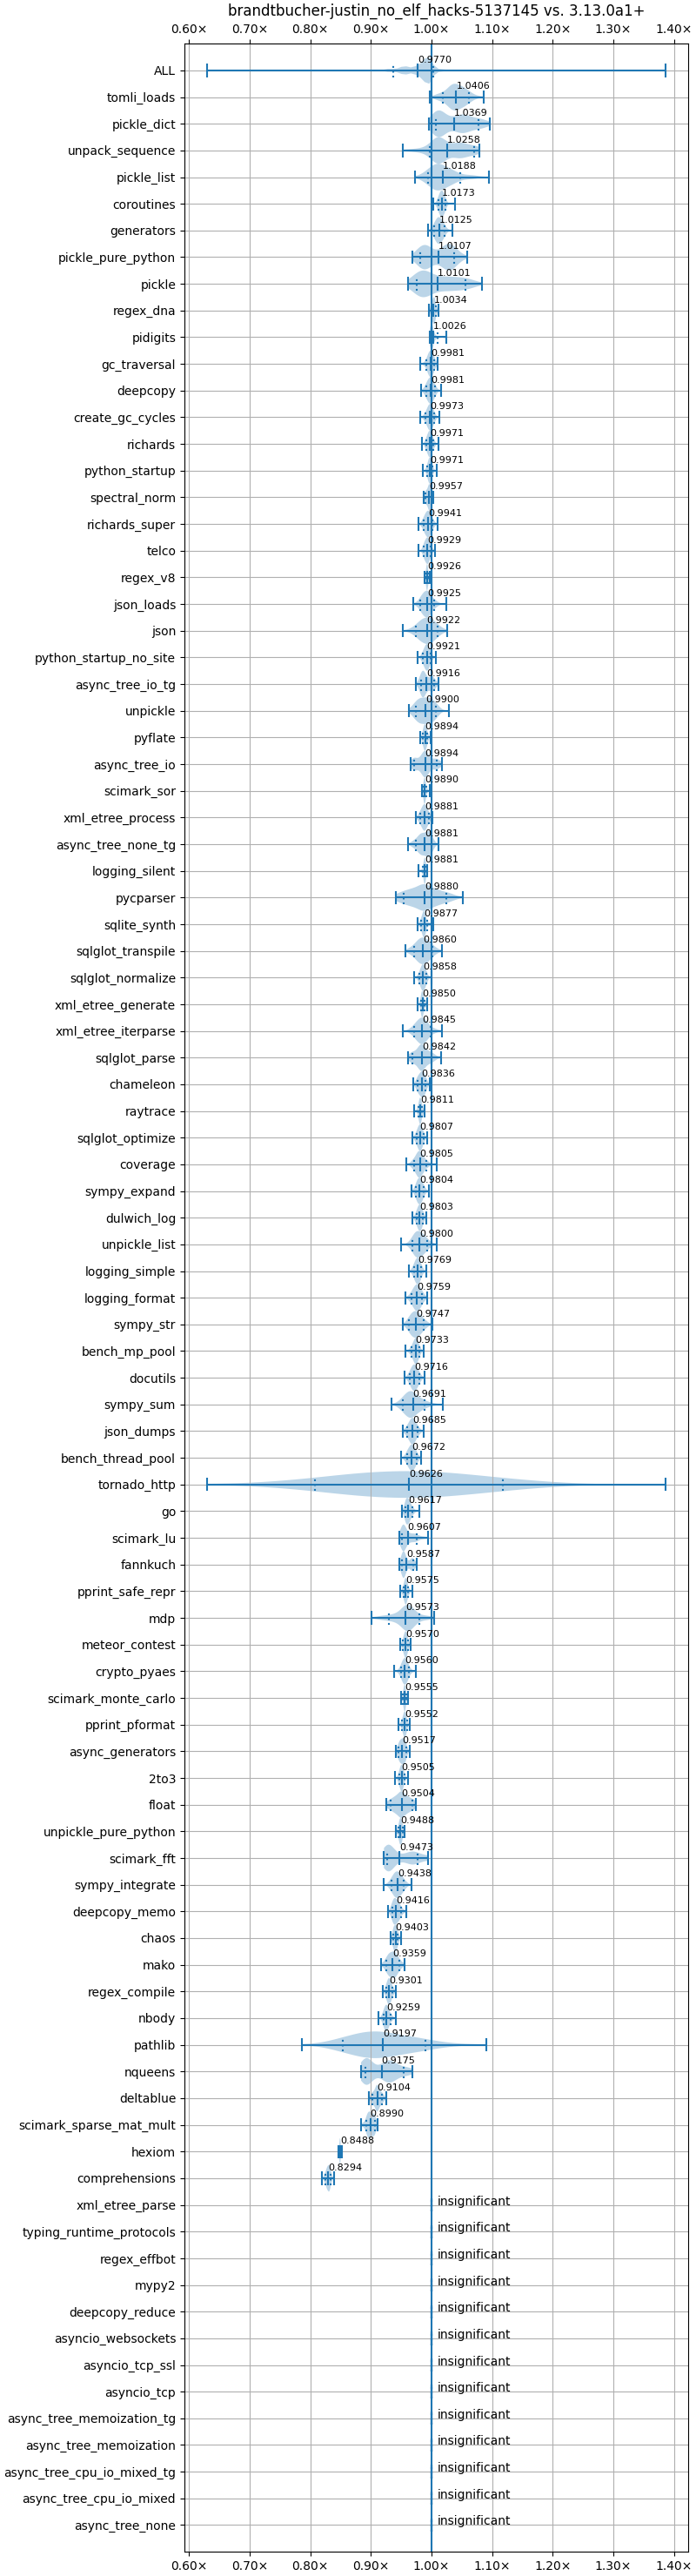 brandtbucher-justin_no_elf_hacks-5137145 vs. 3.13.0a1+
0.60× 0.70× 0.80× 0.90× 1.00× 1.10× 1.20× 1.30× 1.40×
ALL 0.9770
tomli_loads 1.0406
pickle_dict 1.0369
unpack_sequence 1.0258
pickle_list 1.0188
coroutines 1.0173
generators 1.0125
pickle_pure_python 1.0107
pickle 1.0101
regex_dna 1.0034
pidigits 1.0026
gc_traversal 0.9981
deepcopy 0.9981
create_gc_cycles 0.9973
richards 0.9971
python_startup 0.9971
spectral_norm 0.9957
richards_super 0.9941
telco 0.9929
regex_v8 0.9926
json_loads 0.9925
json 0.9922
python_startup_no_site 0.9921
async_tree_io_tg 0.9916
unpickle 0.9900
pyflate 0.9894
async_tree_io 0.9894
scimark_sor 0.9890
xml_etree_process 0.9881
async_tree_none_tg 0.9881
logging_silent 0.9881
pycparser 0.9880
sqlite_synth 0.9877
sqlglot_transpile 0.9860
sqlglot_normalize 0.9858
xml_etree_generate 0.9850
xml_etree_iterparse 0.9845
sqlglot_parse 0.9842
chameleon 0.9836
raytrace 0.9811
sqlglot_optimize 0.9807
coverage 0.9805
sympy_expand 0.9804
dulwich_log 0.9803
unpickle_list 0.9800
logging_simple 0.9769
logging_format 0.9759
sympy_str 0.9747
bench_mp_pool 0.9733
docutils 0.9716
sympy_sum 0.9691
json_dumps 0.9685
bench_thread_pool 0.9672
tornado_http 0.9626
go 0.9617
scimark_lu 0.9607
fannkuch 0.9587
pprint_safe_repr 0.9575
mdp 0.9573
meteor_contest 0.9570
crypto_pyaes 0.9560
scimark_monte_carlo 0.9555
pprint_pformat 0.9552
async_generators 0.9517
2to3 0.9505
float 0.9504
unpickle_pure_python 0.9488
scimark_fft 0.9473
sympy_integrate 0.9438
deepcopy_memo 0.9416
chaos 0.9403
mako 0.9359
regex_compile 0.9301
nbody 0.9259
pathlib 0.9197
nqueens 0.9175
deltablue 0.9104
scimark_sparse_mat_mult 0.8990
hexiom 0.8488
comprehensions 0.8294
xml_etree_parse insignificant
typing_runtime_protocols insignificant
regex_effbot insignificant
mypy2 insignificant
deepcopy_reduce insignificant
asyncio_websockets insignificant
asyncio_tcp_ssl insignificant
asyncio_tcp insignificant
async_tree_memoization_tg insignificant
async_tree_memoization insignificant
async_tree_cpu_io_mixed_tg insignificant
async_tree_cpu_io_mixed insignificant
async_tree_none insignificant
0.60× 0.70× 0.80× 0.90× 1.00× 1.10× 1.20× 1.30× 1.40×